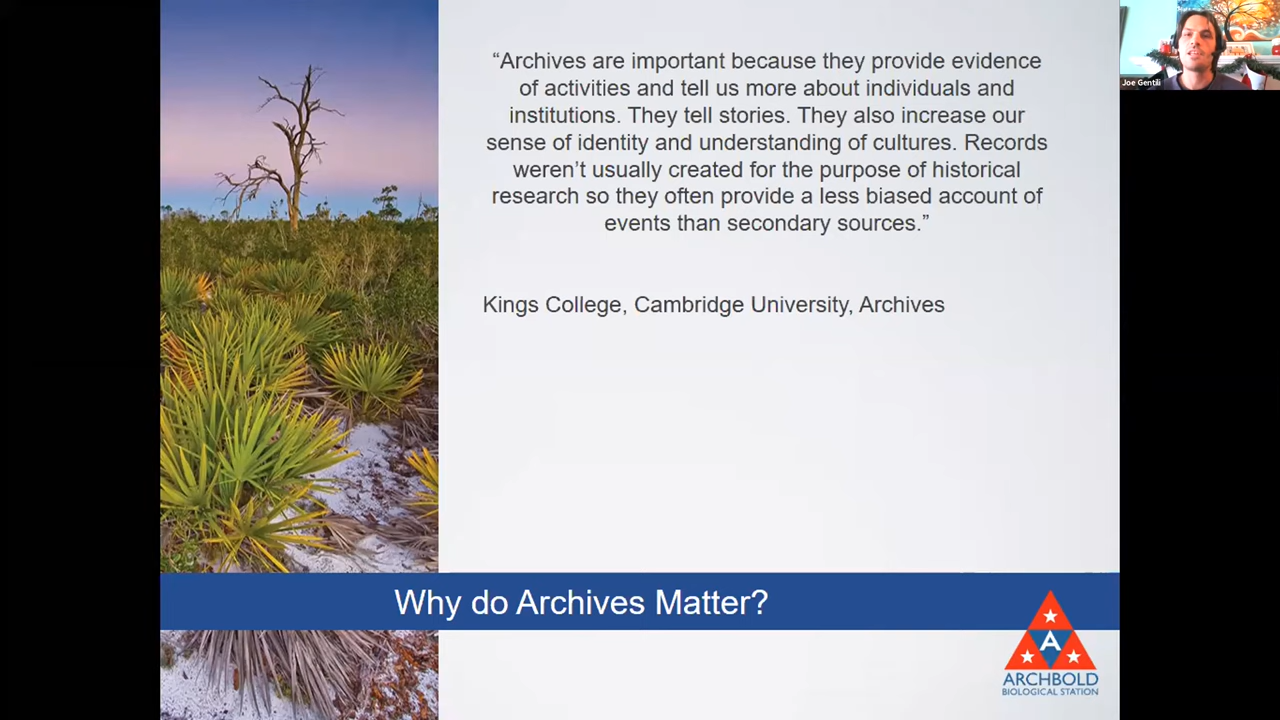 “Archives are important because they provide evidence
of activities and tell us more about individuals and
institutions. They tell stories. They also increase our
sense of identity and understanding of cultures. Records
weren’t usually created for the purpose of historical
research so they often provide a less biased account of
events than secondary sources.”
Kings College, Cambridge University, Archives
Why do Archives Matter?
A
ARCHBOLD
BIOLOGICAL STATION
Joe Gentili